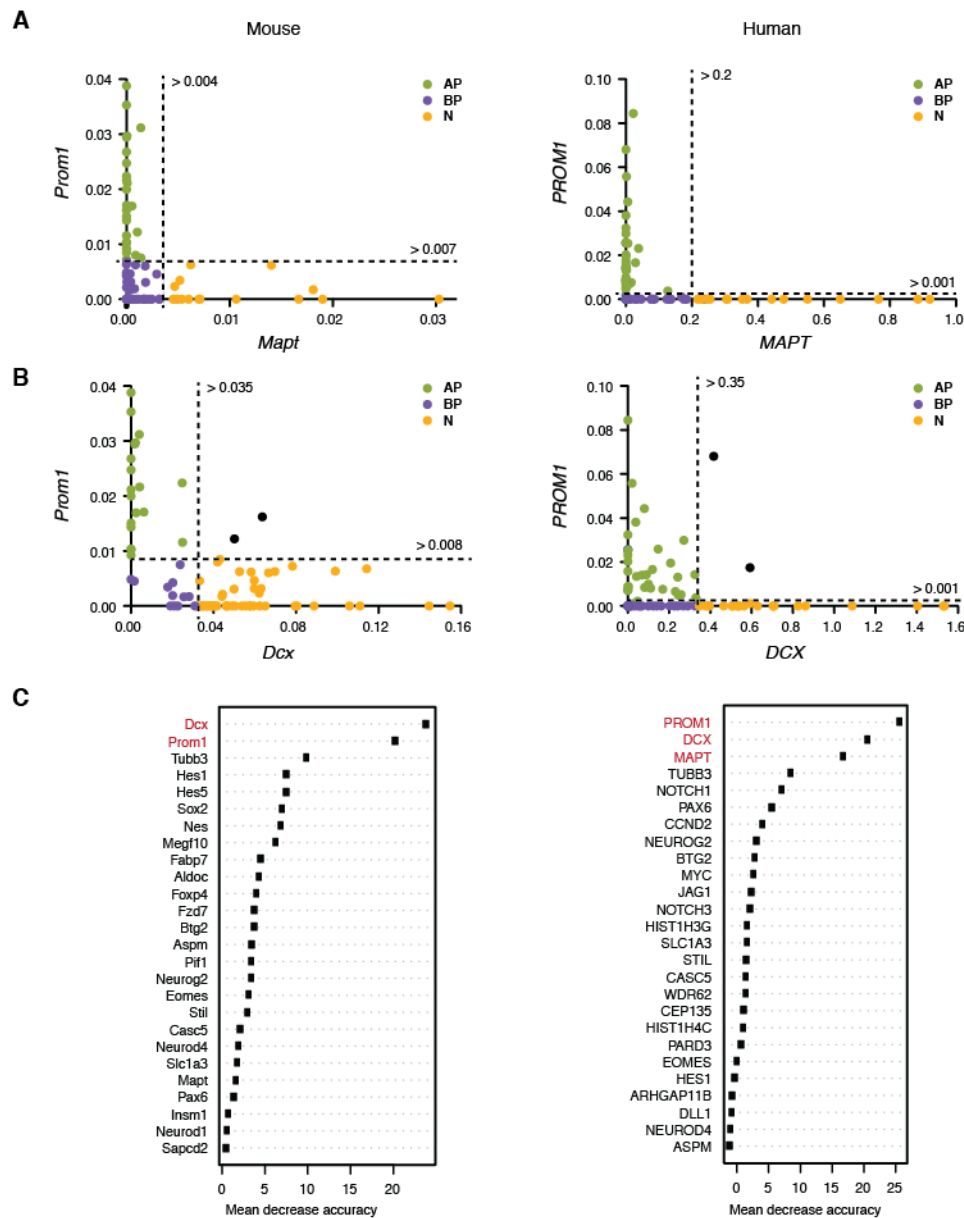 A
Mouse
Human
> 0.004
AP
BP
N
0.04
0.03
0.02
0.01
0.00
Prom1
> 0.007
0.00
0.01
0.02
0.03
Mapt
> 0.2
AP
BP
N
0.10
0.08
0.06
0.04
0.02
0.00
PROM1
> 0.001
0.0
0.2
0.4
0.6
0.8
1.0
MAPT
B
> 0.035
AP
BP
N
0.04
0.03
0.02
0.01
0.00
Prom1
> 0.008
0.00
0.04
0.08
0.12
0.16
Dcx
> 0.35
AP
BP
N
0.10
0.08
0.06
0.04
0.02
0.00
PROM1
> 0.001
0.0
0.2
0.4
0.6
0.8
1.0
1.2
1.4
1.6
DCX
C
Dcx
Prom1
Tubb3
Hes1
Hes5
Sox2
Nes
Megf10
Fabp7
Aldoc
Foxp4
Fzd7
Btg2
Aspm
Pif1
Neurog2
Eomes
Stil
Casc5
Neurod4
Slc1a3
Mapt
Pax6
Insm1
Neurod1
Sapcd2
0
5
10
15
20
Mean decrease accuracy
PROM1
DCX
MAPT
TUBB3
NOTCH1
PAX6
CCND2
NEUROG2
BTG2
MYC
JAG1
NOTCH3
HIST1H3G
SLC1A3
STIL
CASC5
WDR62
CEP135
HIST1H4C
PARD3
EOMES
HES1
ARHGAP11B
DLL1
NEUROD4
ASPM
0
5
10
15
20
25
Mean decrease accuracy